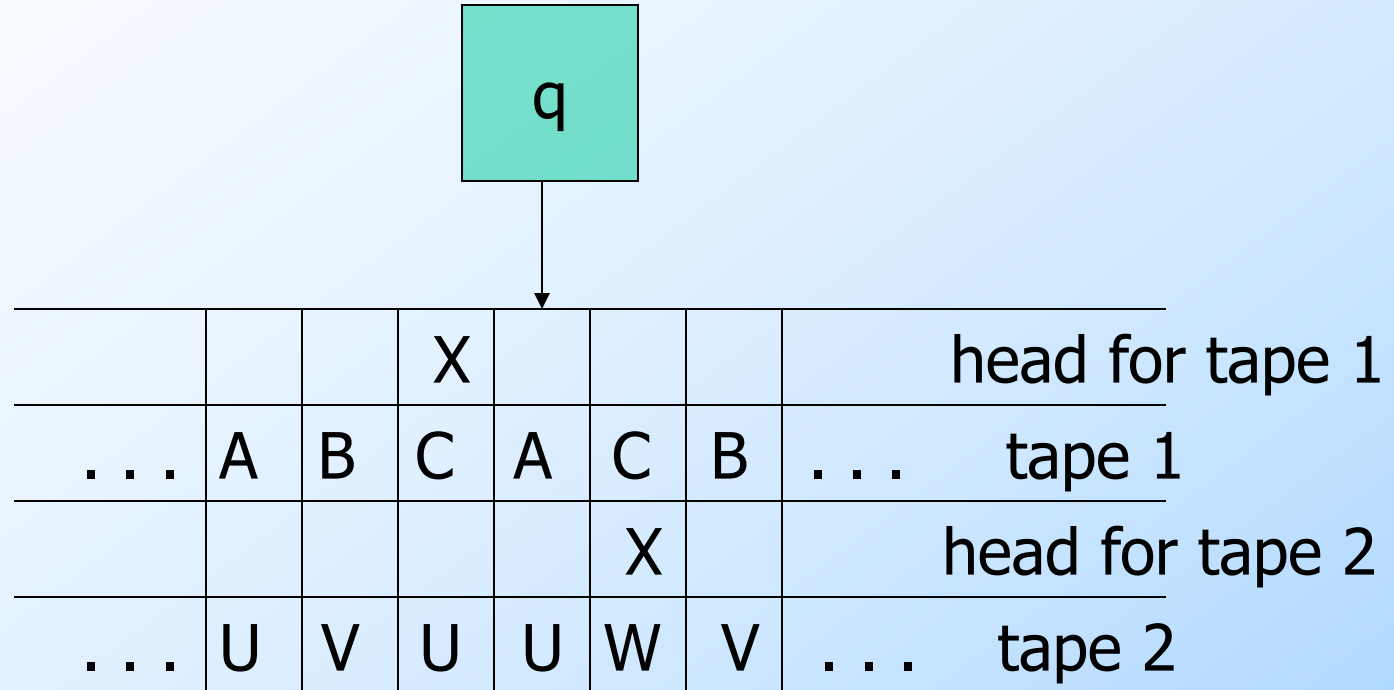 q
X head for tape 1
. . . A B C A C B . . . tape 1
X head for tape 2
. . . U V U U W V . . . tape 2